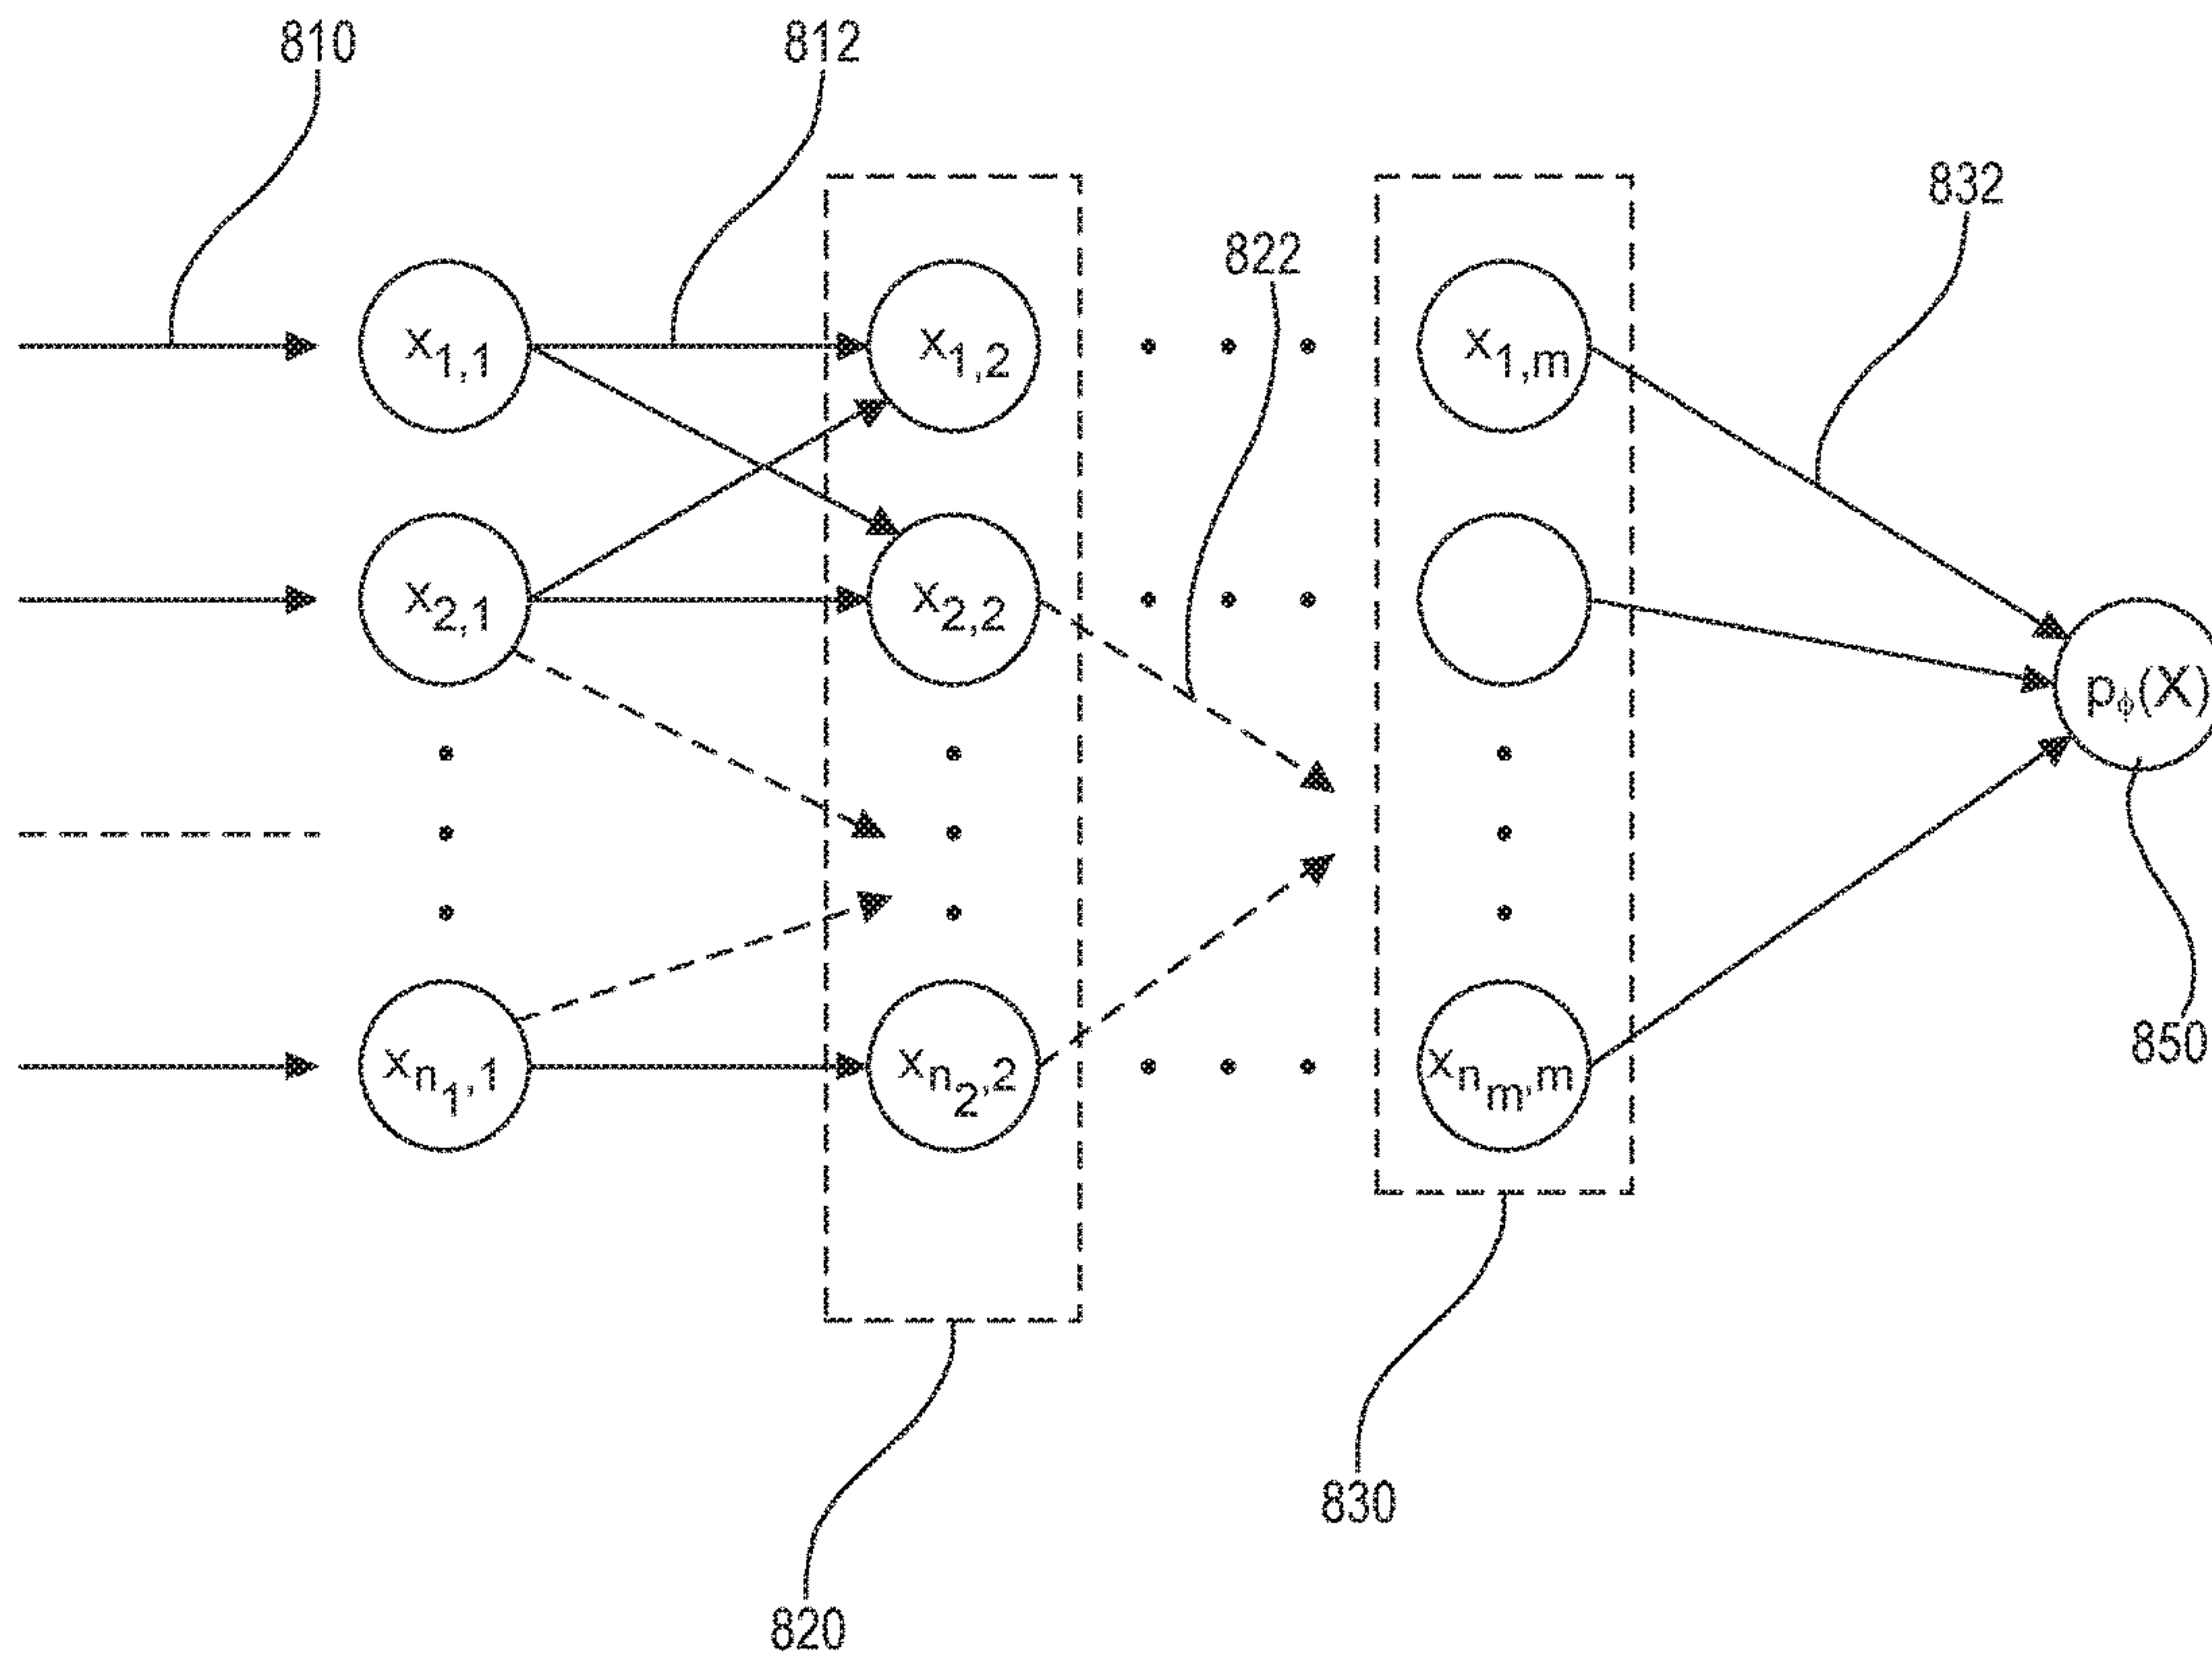 810 812
832
822
x1,1 x1,2 x1,m
x2,1 x2,2
pϕ(X)
xn1,1 xn2,2 xnm,m
850
830
820